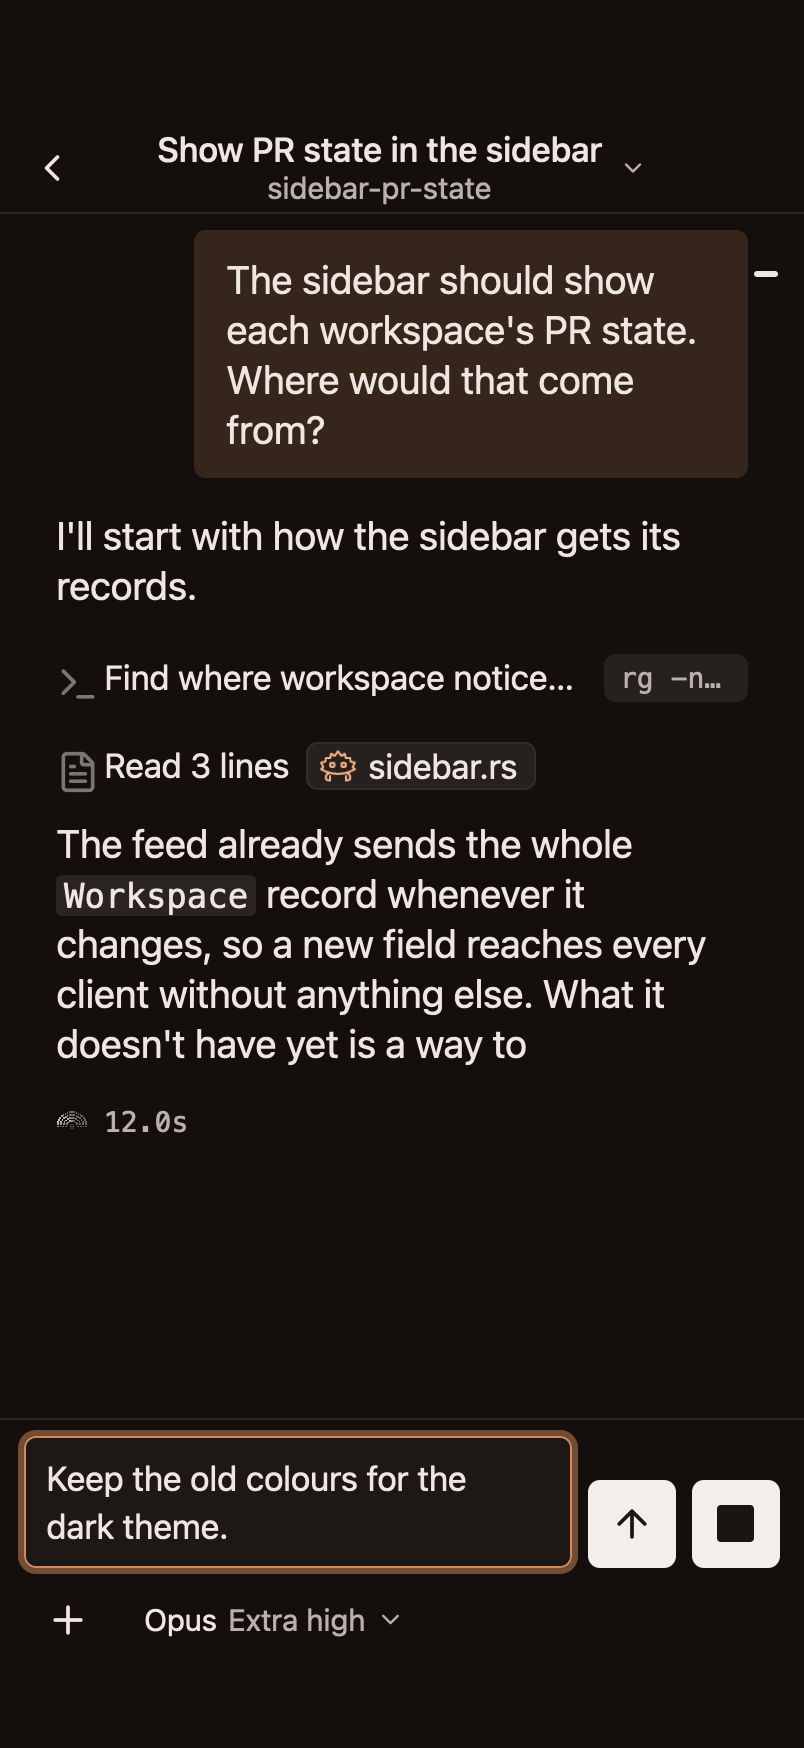 Show PR state in the sidebar
sidebar-pr-state
The sidebar should show
each workspace's PR state.
Where would that come
from?
I'll start with how the sidebar gets its
records.
Find where workspace notice... rg -n...
Read 3 lines sidebar.rs
The feed already sends the whole
Workspace record whenever it
changes, so a new field reaches every
client without anything else. What it
doesn't have yet is a way to
12.0s
Keep the old colours for the
dark theme.
Opus Extra high